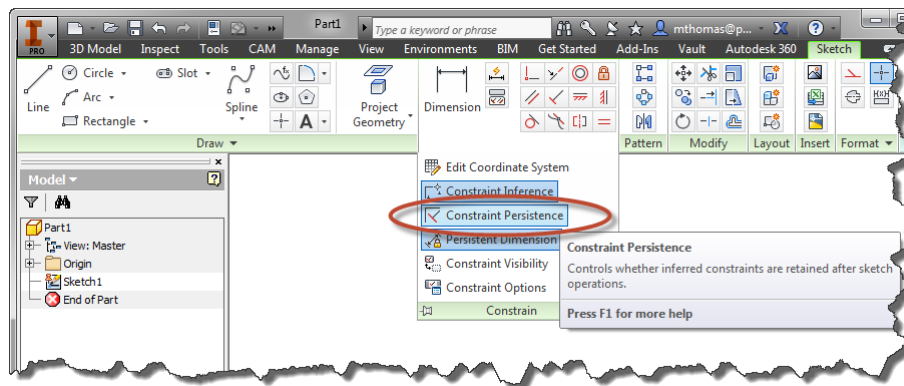 PRO
Part1
Type a keyword or phrase
mthomas@p...
3D Model Inspect Tools CAM Manage View Environments BIM Get Started Add-Ins Vault Autodesk 360 Sketch
Line
Circle
Arc
Rectangle
Slot
Spline
A
Project Geometry
Dimension
Draw
Pattern
Modify
Layout
Insert
Format
Edit Coordinate System
Constraint Inference
Constraint Persistence
Persistent Dimension
Constraint Visibility
Constraint Options
Constrain
Constraint Persistence
Controls whether inferred constraints are retained after sketch
operations.
Press F1 for more help
Model
Part1
View: Master
Origin
Sketch1
End of Part